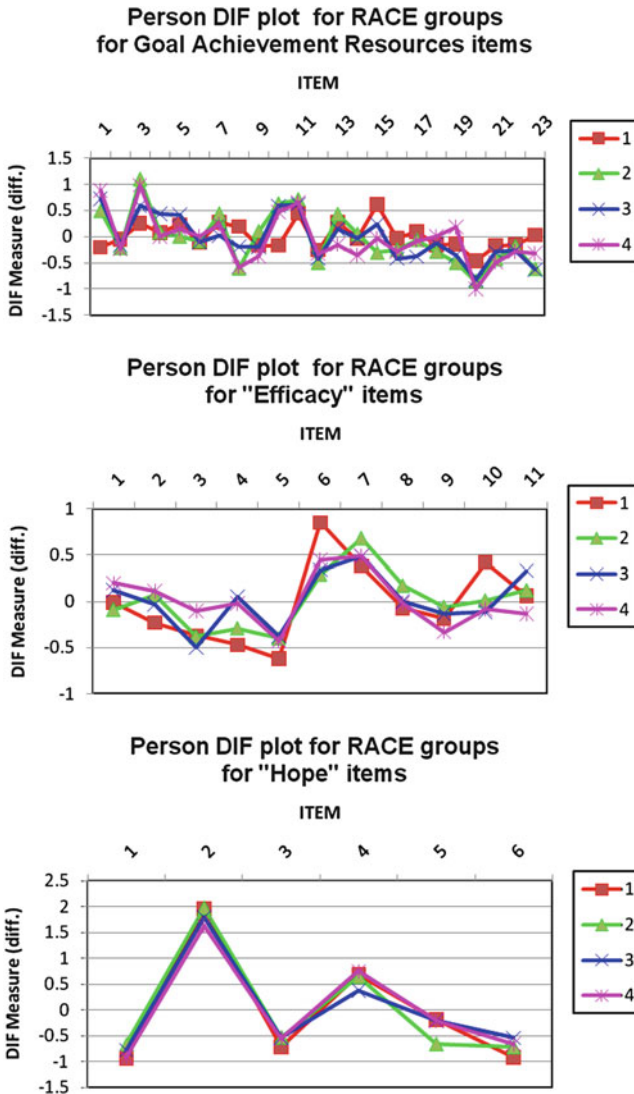 Person DIF plot for RACE groups
for Goal Achievement Resources items
ITEM
1 3 5 7 9 11 13 15 17 19 21 23
DIF Measure (diff.)
1.5
1
0.5
0
-0.5
-1
-1.5
1
2
3
4
Person DIF plot for RACE groups
for "Efficacy" items
ITEM
1 2 3 4 5 6 7 8 9 10 11
DIF Measure (diff.)
1
0.5
0
-0.5
-1
1
2
3
4
Person DIF plot for RACE groups
for "Hope" items
ITEM
1 2 3 4 5 6
DIF Measure (diff.)
2.5
2
1.5
1
0.5
0
-0.5
-1
-1.5
1
2
3
4